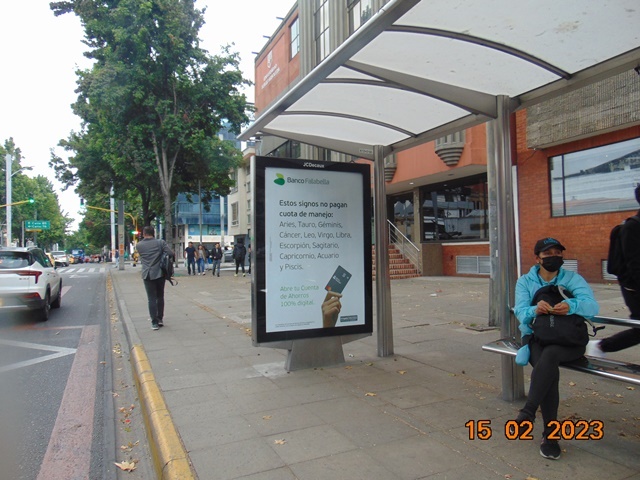 JCDecaux
Banco Falabella
Estos signos no pagan
cuota de manejo:
Aries, Tauro, Géminis,
Cáncer, Leo, Virgo, Libra,
Escorpión, Sagitario,
Capricornio, Acuario
y Piscis.
Abre tu Cuenta
de Ahorros
100% digital.
15 02 2023